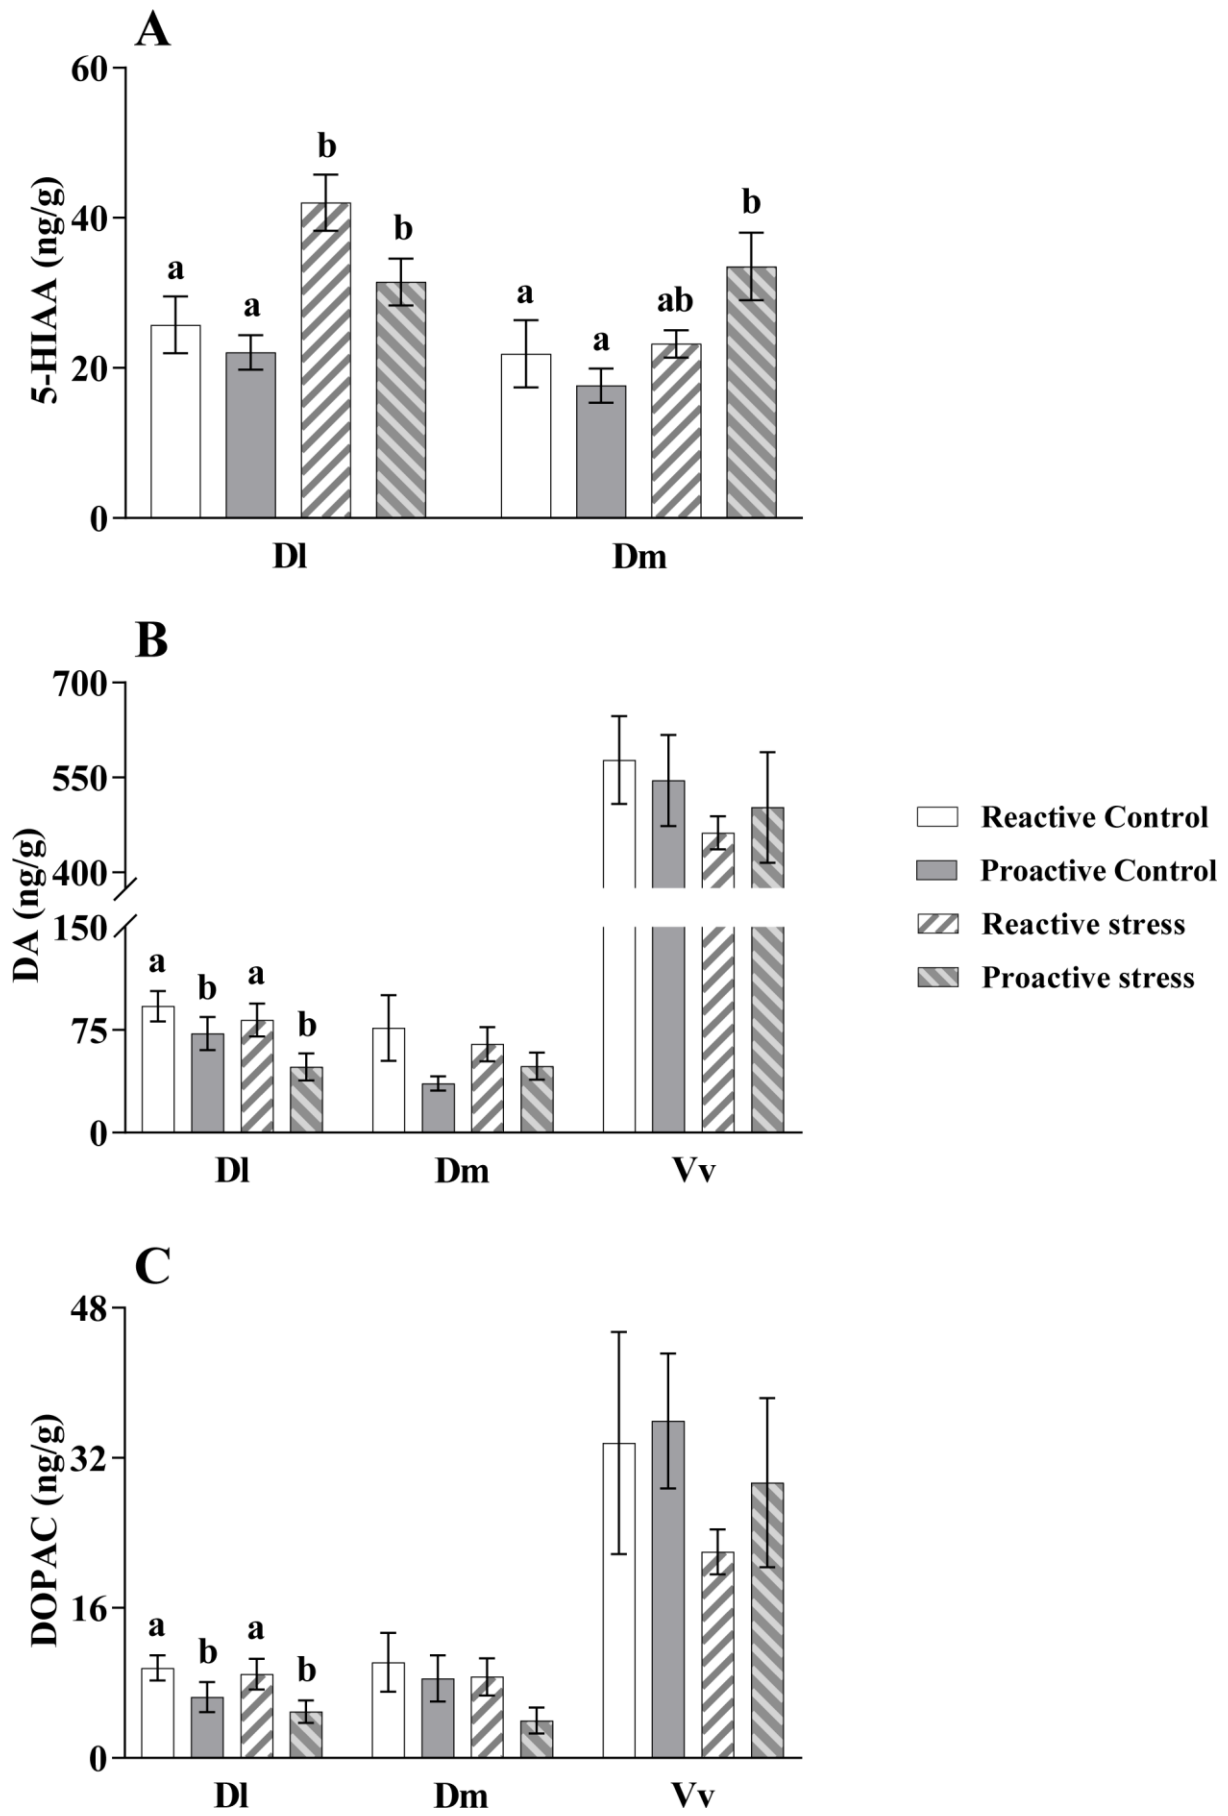 A
60
40
20
0
5-HIAA (ng/g)
a
a
b
b
a
a
ab
b
Dl
Dm
B
700
550
400
150
75
0
DA (ng/g)
a
b
a
b
Dl
Dm
Vv
Reactive Control
Proactive Control
Reactive stress
Proactive stress
C
48
32
16
0
DOPAC (ng/g)
a
b
a
b
Dl
Dm
Vv